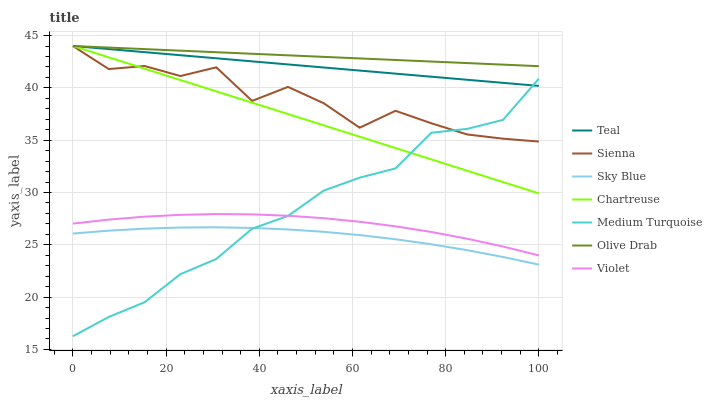 title
yaxis_label
45
40
35
30
25
20
15
0
20
40
60
80
100
xaxis_label
Teal
Sienna
Sky Blue
Chartreuse
Medium Turquoise
Olive Drab
Violet